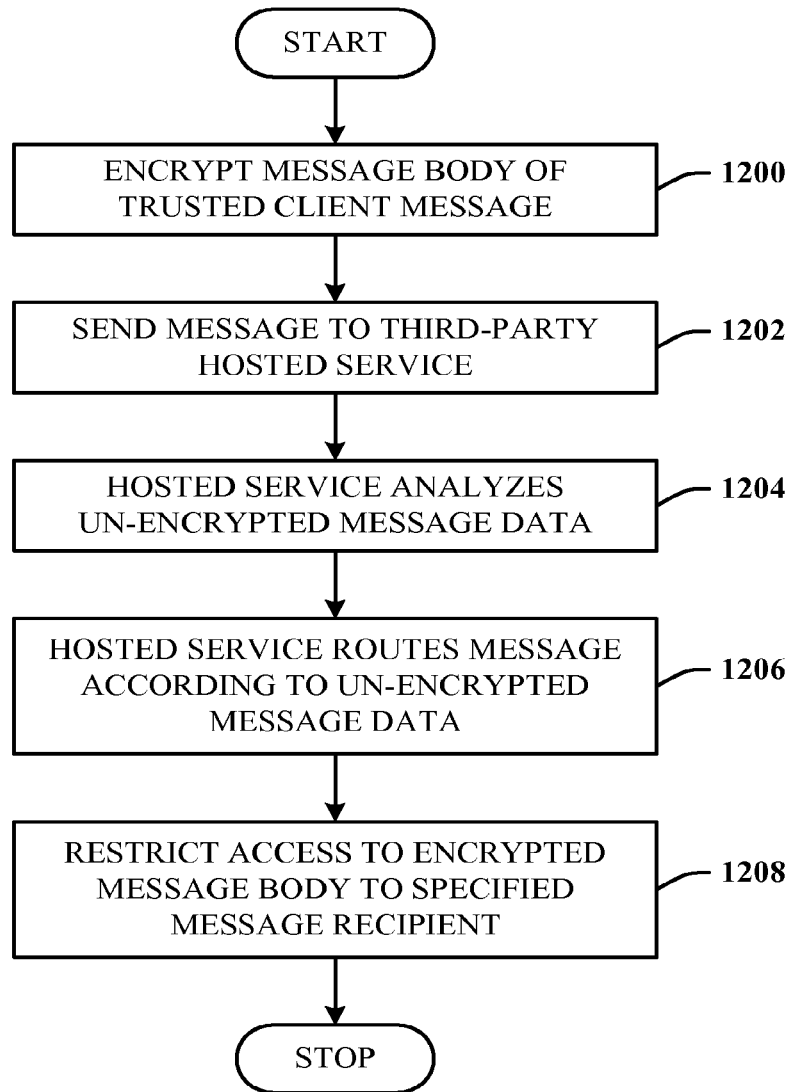 START
ENCRYPT MESSAGE BODY OF
TRUSTED CLIENT MESSAGE
1200
SEND MESSAGE TO THIRD-PARTY
HOSTED SERVICE
1202
HOSTED SERVICE ANALYZES
UN-ENCRYPTED MESSAGE DATA
1204
HOSTED SERVICE ROUTES MESSAGE
ACCORDING TO UN-ENCRYPTED
MESSAGE DATA
1206
RESTRICT ACCESS TO ENCRYPTED
MESSAGE BODY TO SPECIFIED
MESSAGE RECIPIENT
1208
STOP